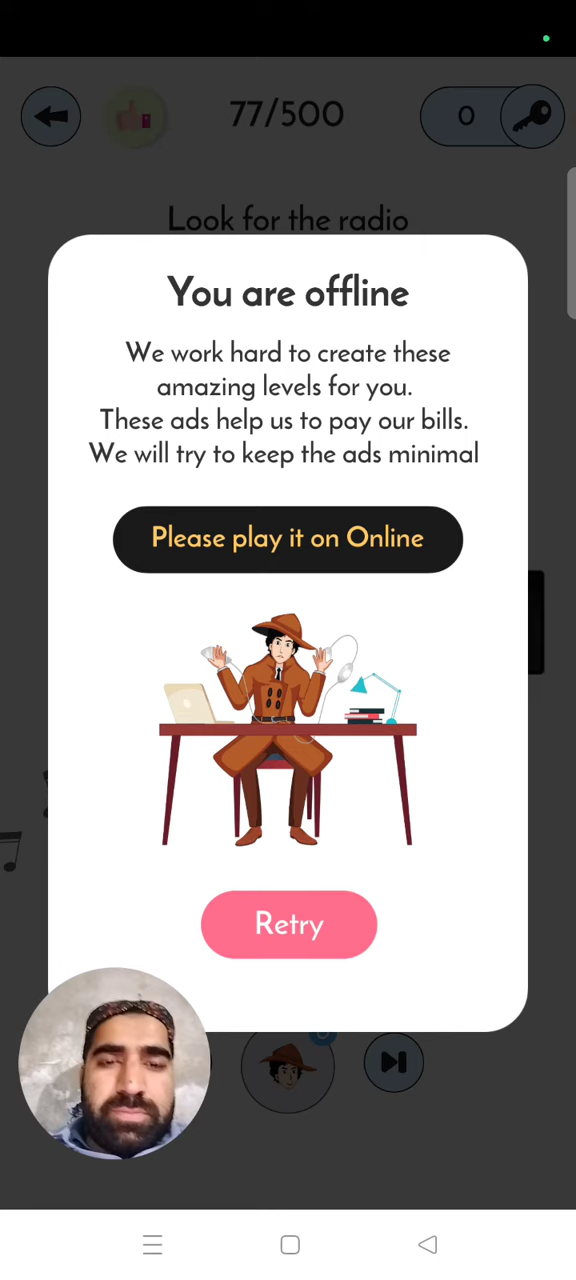 77/500
0
Look for the radio
You are offline
We work hard to create these
amazing levels for you.
These ads help us to pay our bills.
We will try to keep the ads minimal
Please play it on Online
Retry